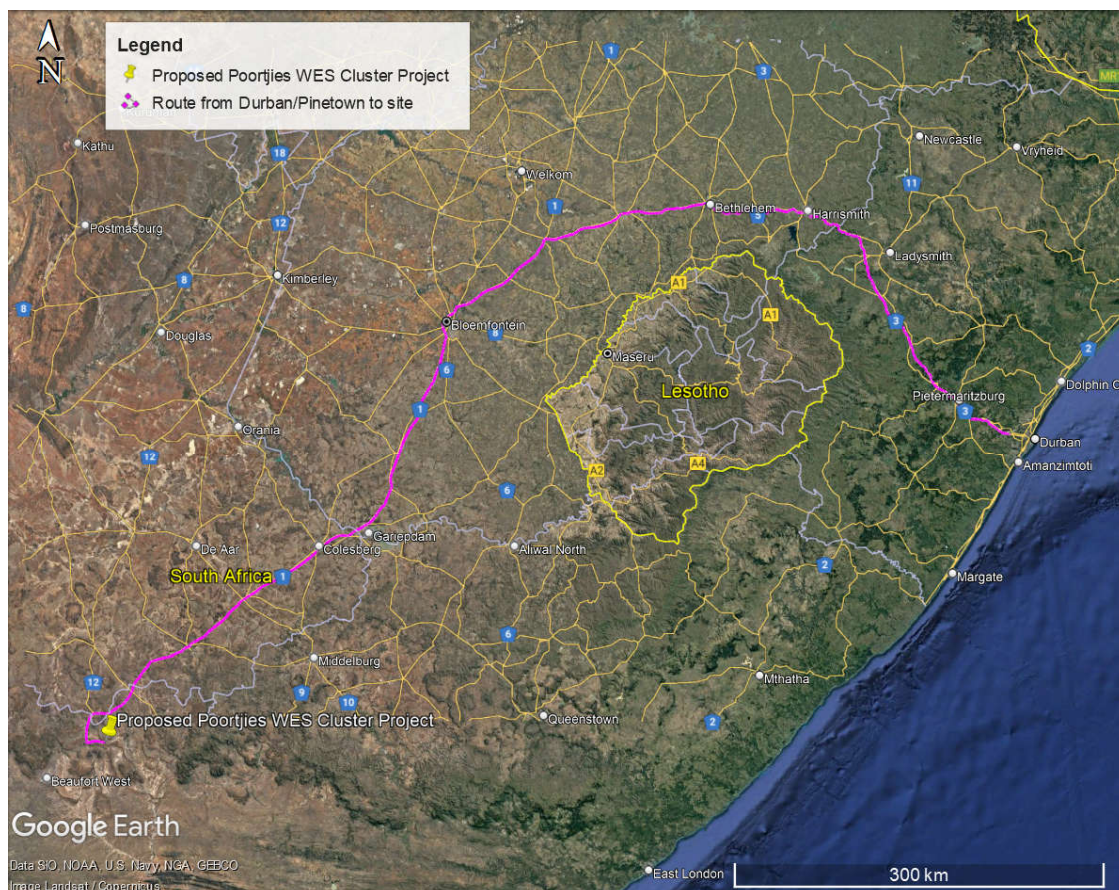 N
Legend
Proposed Poortjies WES Cluster Project
Route from Durban/Pinetown to site
MR
1
3
Kathu
18
Newcastle
Vryheid
Welkom
11
12
Postmasburg
1
Bethlehem
5
Harrismith
Ladysmith
Kimberley
8
8
A1
A1
3
Bloemfontein
8
Douglas
Maseru
2
6
Lesotho
Dolphin C
1
Pietermaritzburg
3
Orania
Durban
12
A2
A4
Amanzimtoti
6
Gariepdam
De Aar
Colesberg
Aliwal North
South Africa
1
2
Margate
6
Middelburg
12
9
10
Mthatha
Proposed Poortjies WES Cluster Project
Queenstown
2
Beaufort West
Google Earth
Data SIO, NOAA, U.S. Navy, NGA, GEBCO
Image Landsat / Copernicus
East London
300 km